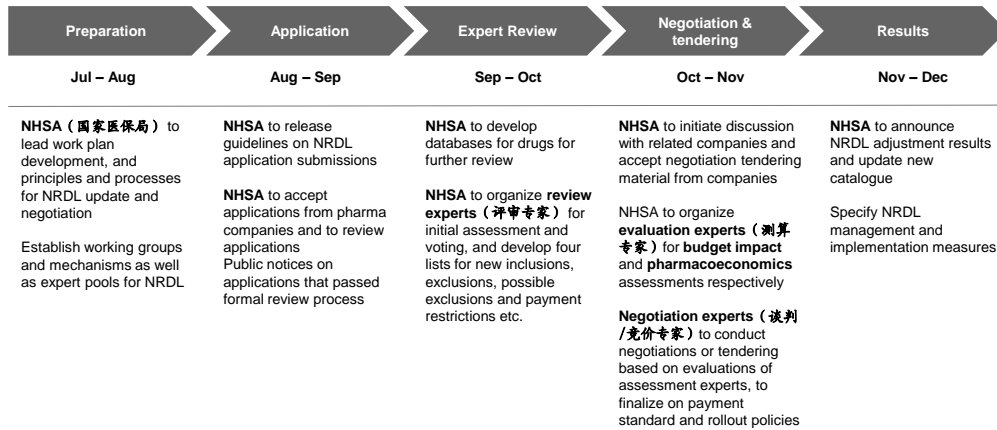 Preparation
Application
Expert Review
Negotiation &
tendering
Results
Jul – Aug
Aug – Sep
Sep – Oct
Oct – Nov
Nov – Dec
NHSA（国家医保局）to
lead work plan
development, and
principles and processes
for NRDL update and
negotiation
Establish working groups
and mechanisms as well
as expert pools for NRDL
NHSA to release
guidelines on NRDL
application submissions
NHSA to accept
applications from pharma
companies and to review
applications
Public notices on
applications that passed
formal review process
NHSA to develop
databases for drugs for
further review
NHSA to organize review
experts（评审专家）for
initial assessment and
voting, and develop four
lists for new inclusions,
exclusions, possible
exclusions and payment
restrictions etc.
NHSA to initiate discussion
with related companies and
accept negotiation tendering
material from companies
NHSA to organize
evaluation experts（测算
专家）for budget impact
and pharmacoeconomics
assessments respectively
Negotiation experts（谈判
/竞价专家）to conduct
negotiations or tendering
based on evaluations of
assessment experts, to
finalize on payment
standard and rollout policies
NHSA to announce
NRDL adjustment results
and update new
catalogue
Specify NRDL
management and
implementation measures